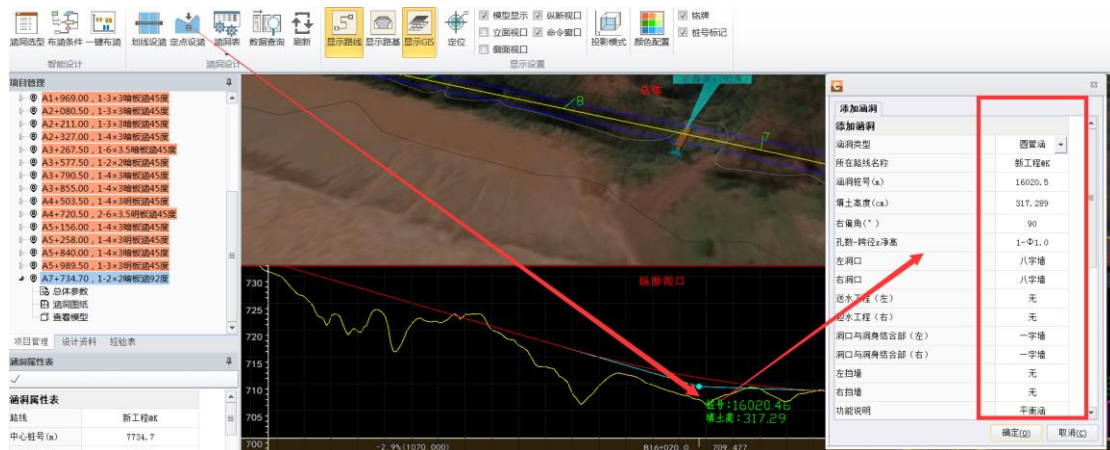 涵洞选型 布涵条件 一键布涵 划线设涵 定点设涵 涵洞表 数据查询 刷新 显示路线 显示路基 显示GIS 定位 投影模式 颜色配置
模型显示 纵断视口
立面视口 命令窗口
侧面视口
铭牌
桩号标记
智能设计 涵洞设计 显示设置
项目管理
A1+969.00 , 1-3×3暗板涵45度
A2+080.50 , 1-3×3暗板涵45度
A2+211.00 , 1-3×3暗板涵45度
A2+327.00 , 1-4×3暗板涵45度
A3+267.50 , 1-6×3.5暗板涵45度
A3+577.50 , 1-2×2暗板涵45度
A3+790.50 , 1-4×3暗板涵45度
A3+855.00 , 1-4×3暗板涵45度
A4+503.50 , 1-4×3明板涵45度
A4+720.50 , 2-6×3.5明板涵45度
A5+156.00 , 1-4×3暗板涵45度
A5+258.00 , 1-4×3明板涵45度
A5+840.00 , 1-4×3暗板涵45度
A5+989.50 , 1-3×3明板涵45度
A7+734.70 , 1-2×2暗板涵92度
总体参数
涵洞图纸
查看模型
项目管理 设计资料 经验表
涵洞属性表
涵洞属性表
路线 新工程@K
中心桩号(m) 7734.7
8
7
纵断视口
730
725
720
715
710
705
700
桩号:16020.46
填土高:317.29
-2.9%(1070.000) B16+020.0 709.477
添加涵洞
添加涵洞
涵洞类型 圆管涵
所在路线名称 新工程@K
涵洞桩号(m) 16020.5
填土高度(cm) 317.289
右偏角(°) 90
孔数-跨径x净高 1-Φ1.0
左洞口 八字墙
右洞口 八字墙
进水工程（左） 无
出水工程（右） 无
洞口与洞身结合部（左） 一字墙
洞口与洞身结合部（右） 一字墙
左挡墙 无
右挡墙 无
功能说明 平衡涵
确定(O) 取消(C)